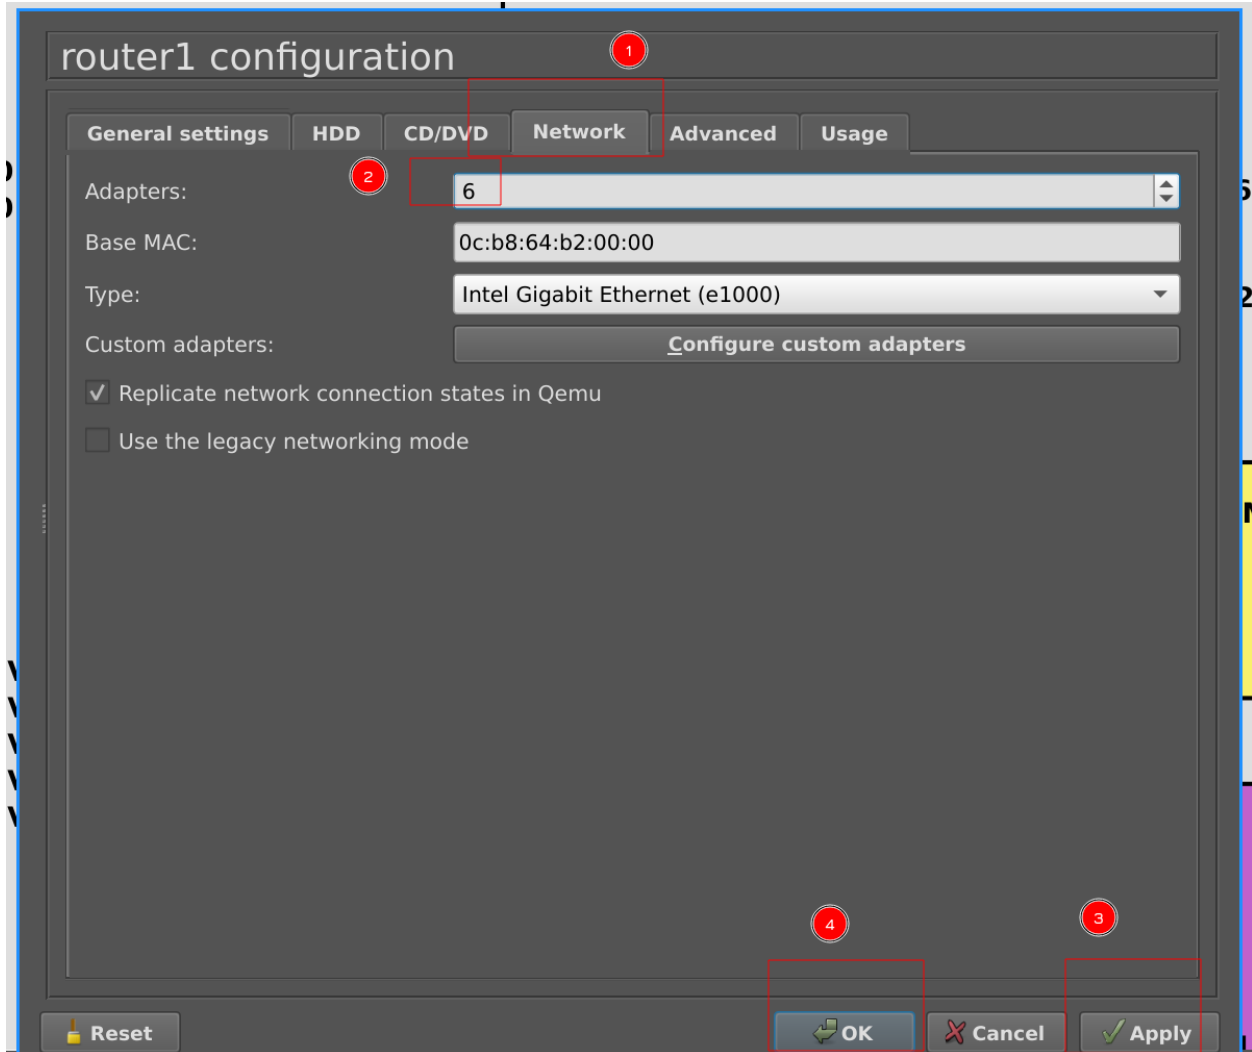 router1 configuration
1
General settings HDD CD/DVD Network Advanced Usage
2
Adapters: 6
Base MAC: 0c:b8:64:b2:00:00
Type: Intel Gigabit Ethernet (e1000)
Custom adapters: Configure custom adapters
Replicate network connection states in Qemu
Use the legacy networking mode
4
3
Reset OK Cancel Apply